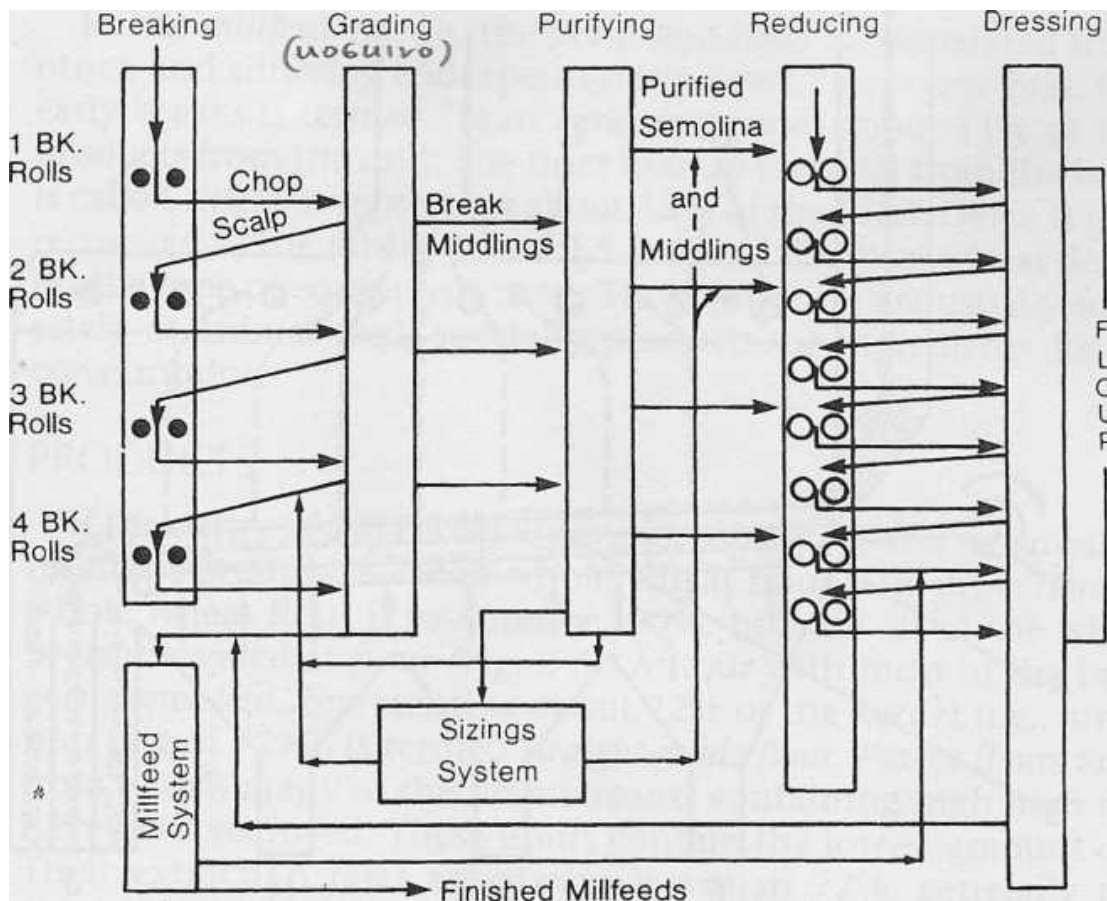 Breaking
Grading
Purifying
Reducing
Dressing
Purified
Semolina
and
Middlings
1 BK.
Rolls
Chop
Scalp
Break
Middlings
2 BK.
Rolls
3 BK.
Rolls
4 BK.
Rolls
F
L
O
U
R
Sizings
System
Millfeed
System
*
Finished Millfeeds